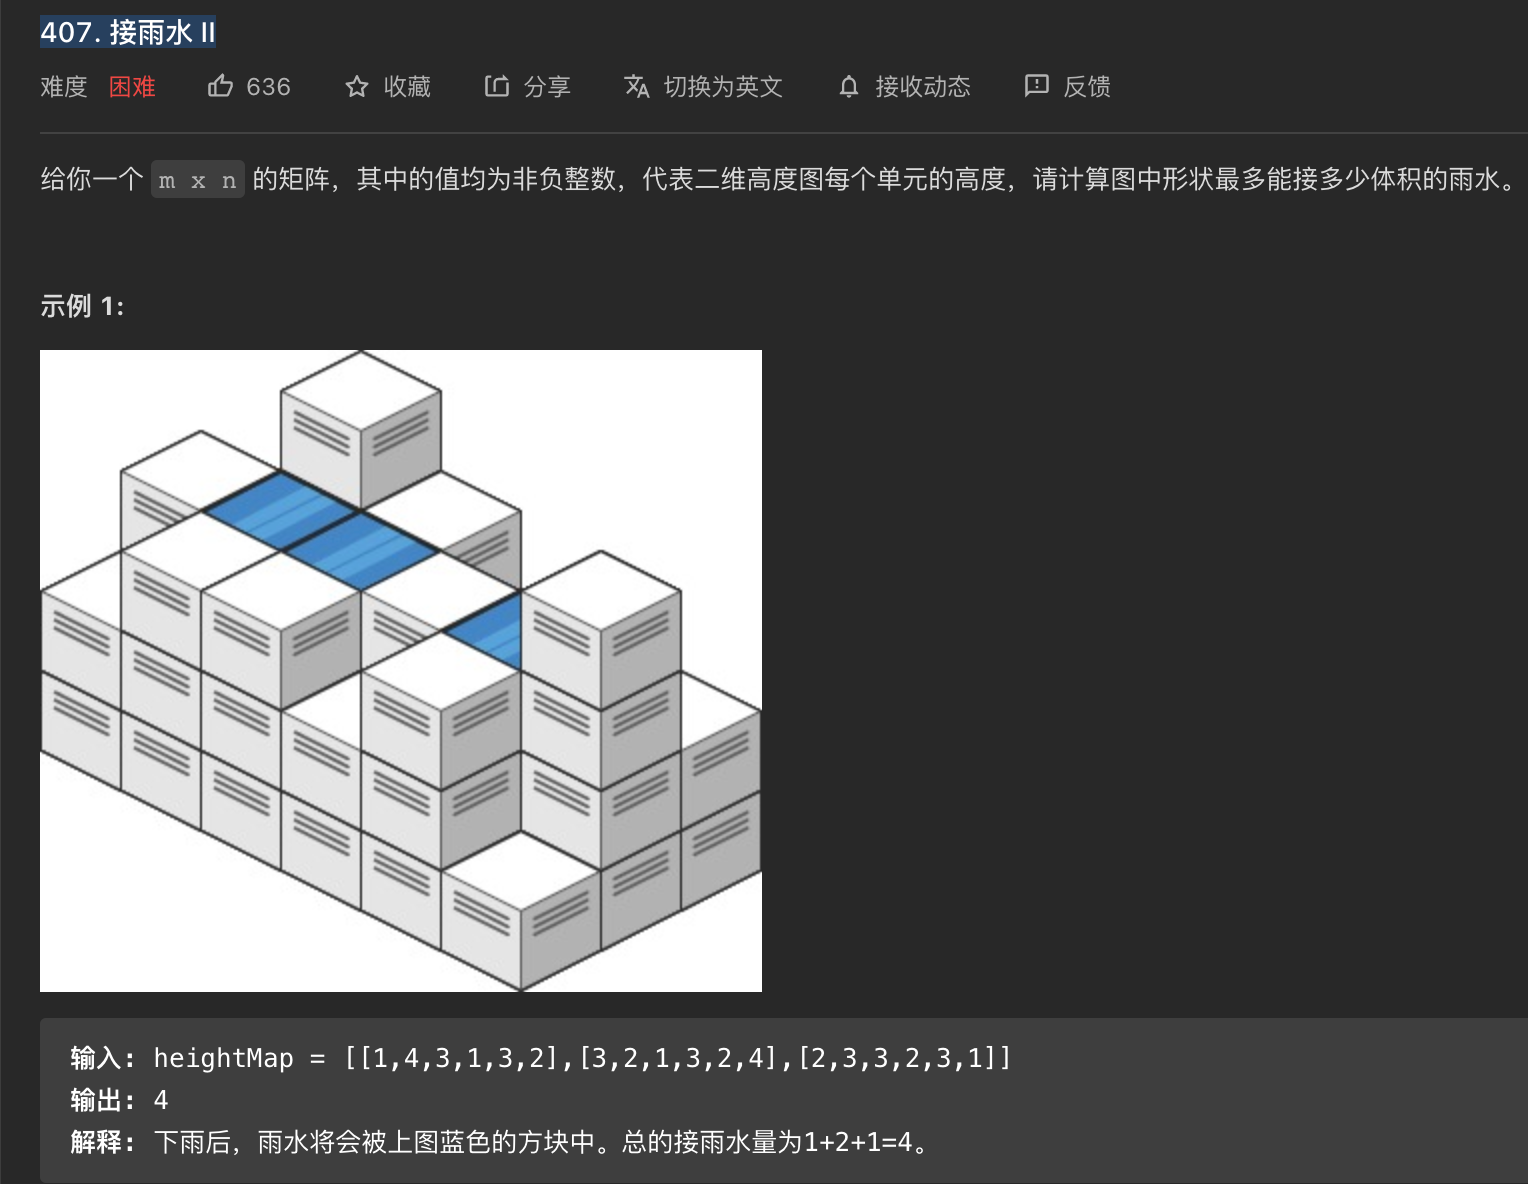 407. 接雨水 II
难度 困难 636 收藏 分享 切换为英文 接收动态 反馈
给你一个 m x n 的矩阵，其中的值均为非负整数，代表二维高度图每个单元的高度，请计算图中形状最多能接多少体积的雨水。
示例 1:
输入: heightMap = [[1,4,3,1,3,2],[3,2,1,3,2,4],[2,3,3,2,3,1]]
输出: 4
解释: 下雨后，雨水将会被上图蓝色的方块中。总的接雨水量为1+2+1=4。